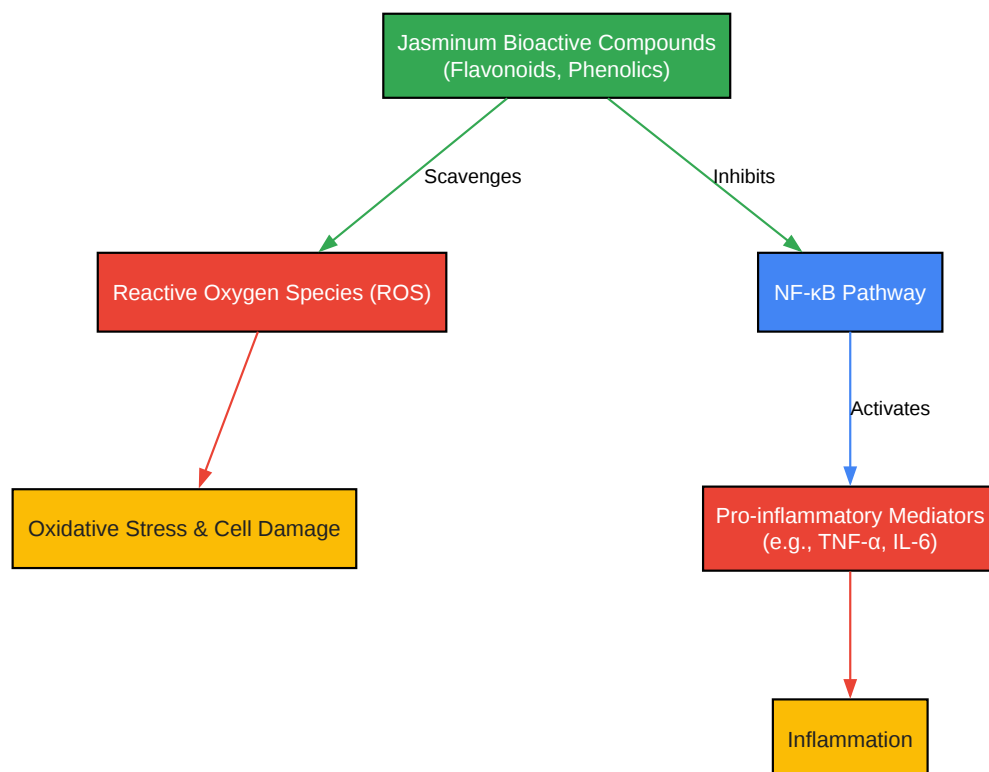 Jasminum Bioactive Compounds
(Flavonoids, Phenolics)
Scavenges
Inhibits
Reactive Oxygen Species (ROS)
NF-κB Pathway
Activates
Oxidative Stress & Cell Damage
Pro-inflammatory Mediators
(e.g., TNF-α, IL-6)
Inflammation